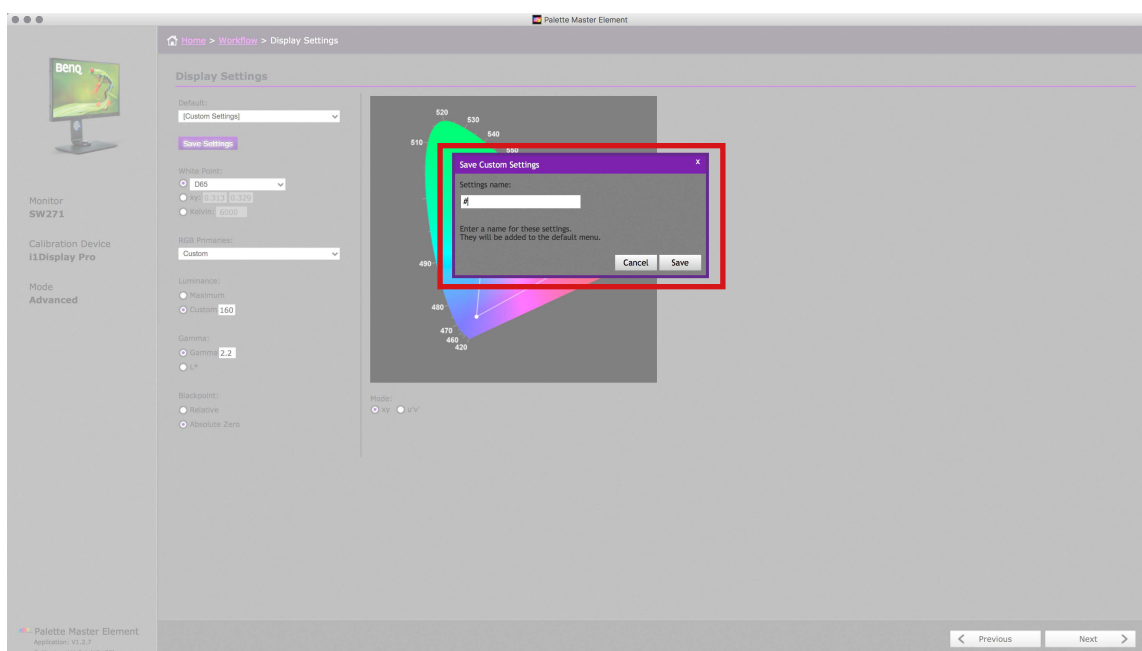 Palette Master Element
Home > Workflow > Display Settings
BenQ
Monitor
SW271
Calibration Device
i1Display Pro
Mode
Advanced
Display Settings
Default:
[Custom Settings]
Save Settings
White Point:
D65
xy: 0.313 0.329
Kelvin: 6000
RGB Primaries:
Custom
Luminance:
Maximum
Custom 160
Gamma:
Gamma 2.2
L*
Blackpoint:
Relative
Absolute Zero
520
530
540
510
550
490
480
470
460
420
Save Custom Settings x
Settings name:
#
Enter a name for these settings.
They will be added to the default menu.
Cancel Save
Mode:
xy u'v'
Palette Master Element
Application: V1.2.7
Previous Next